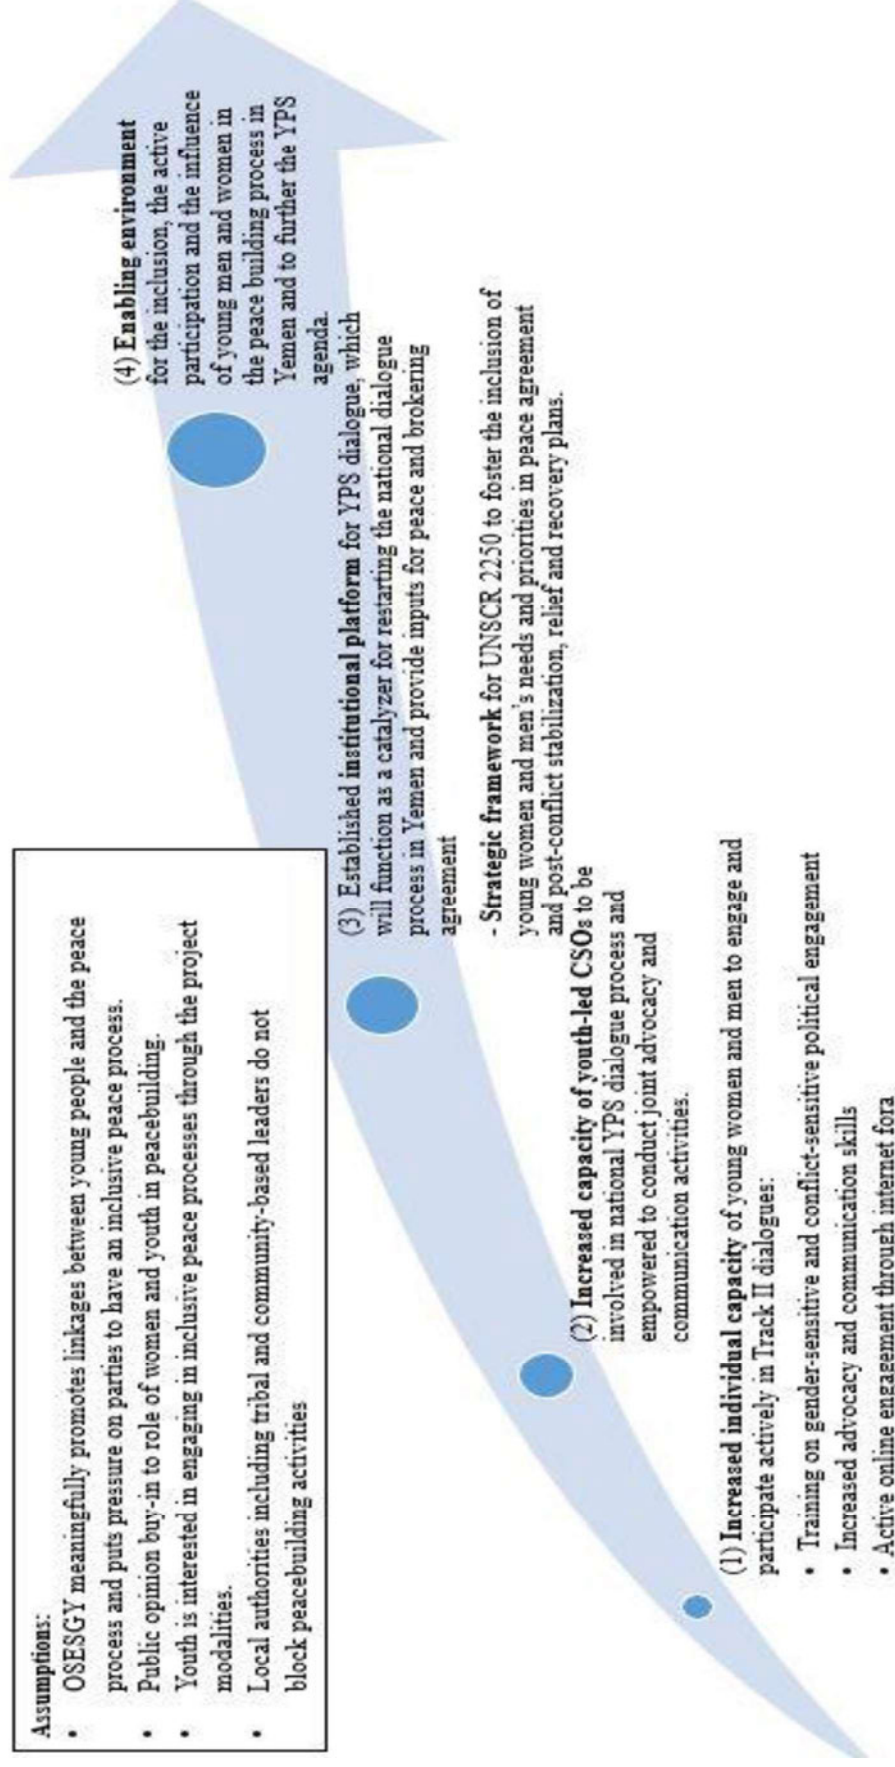 Assumptions:
• OSESGY meaningfully promotes linkages between young people and the peace
process and puts pressure on parties to have an inclusive peace process.
• Public opinion buy-in to role of women and youth in peacebuilding.
• Youth is interested in engaging in inclusive peace processes through the project
modalities.
• Local authorities including tribal and community-based leaders do not
block peacebuilding activities
(4) Enabling environment
for the inclusion, the active
participation and the influence
of young men and women in
the peace building process in
Yemen and to further the YPS
agenda.
(3) Established institutional platform for YPS dialogue, which
will function as a catalyzer for restarting the national dialogue
process in Yemen and provide inputs for peace and brokering
agreement
- Strategic framework for UNSCR 2250 to foster the inclusion of
young women and men's needs and priorities in peace agreement
and post-conflict stabilization, relief and recovery plans.
(2) Increased capacity of youth-led CSOs to be
involved in national YPS dialogue process and
empowered to conduct joint advocacy and
communication activities.
(1) Increased individual capacity of young women and men to engage and
participate actively in Track II dialogues:
• Training on gender-sensitive and conflict-sensitive political engagement
• Increased advocacy and communication skills
• Active online engagement through internet fora